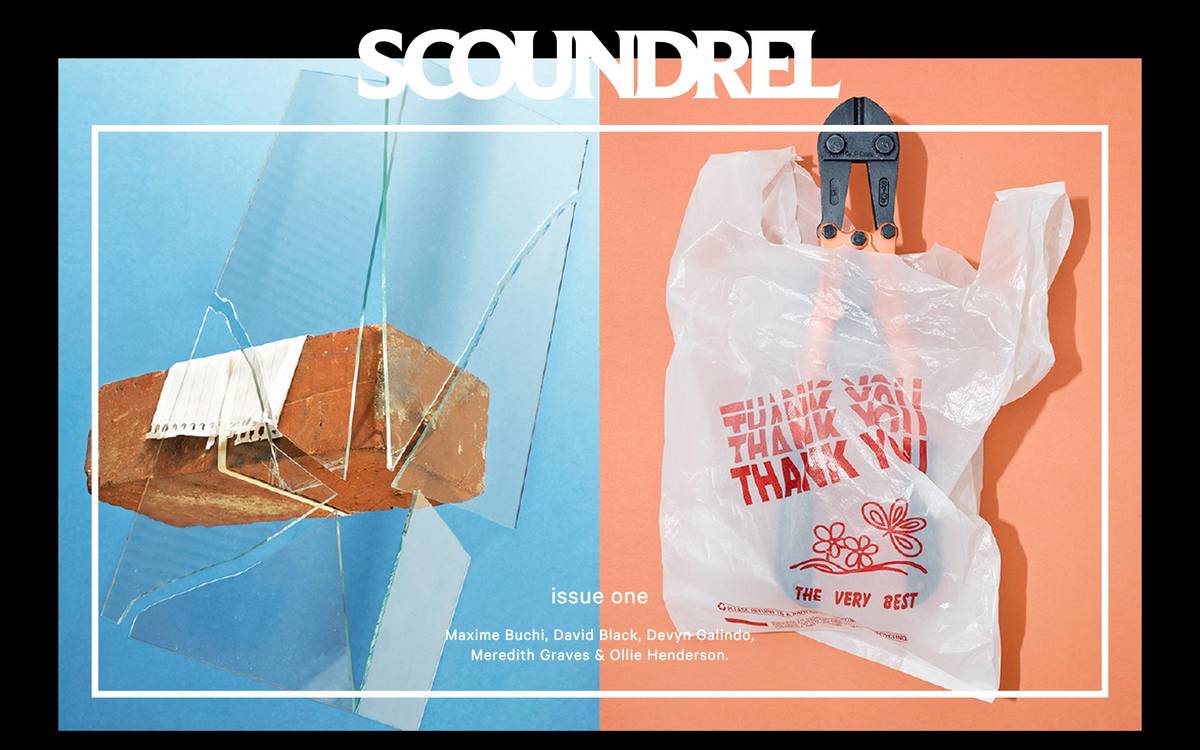 SCOUNDREL
THANK YOU
THANK YOU
THANK YOU
THE VERY BEST
issue one
Maxime Buchi, David Black, Devyn Galindo,
Meredith Graves & Ollie Henderson.